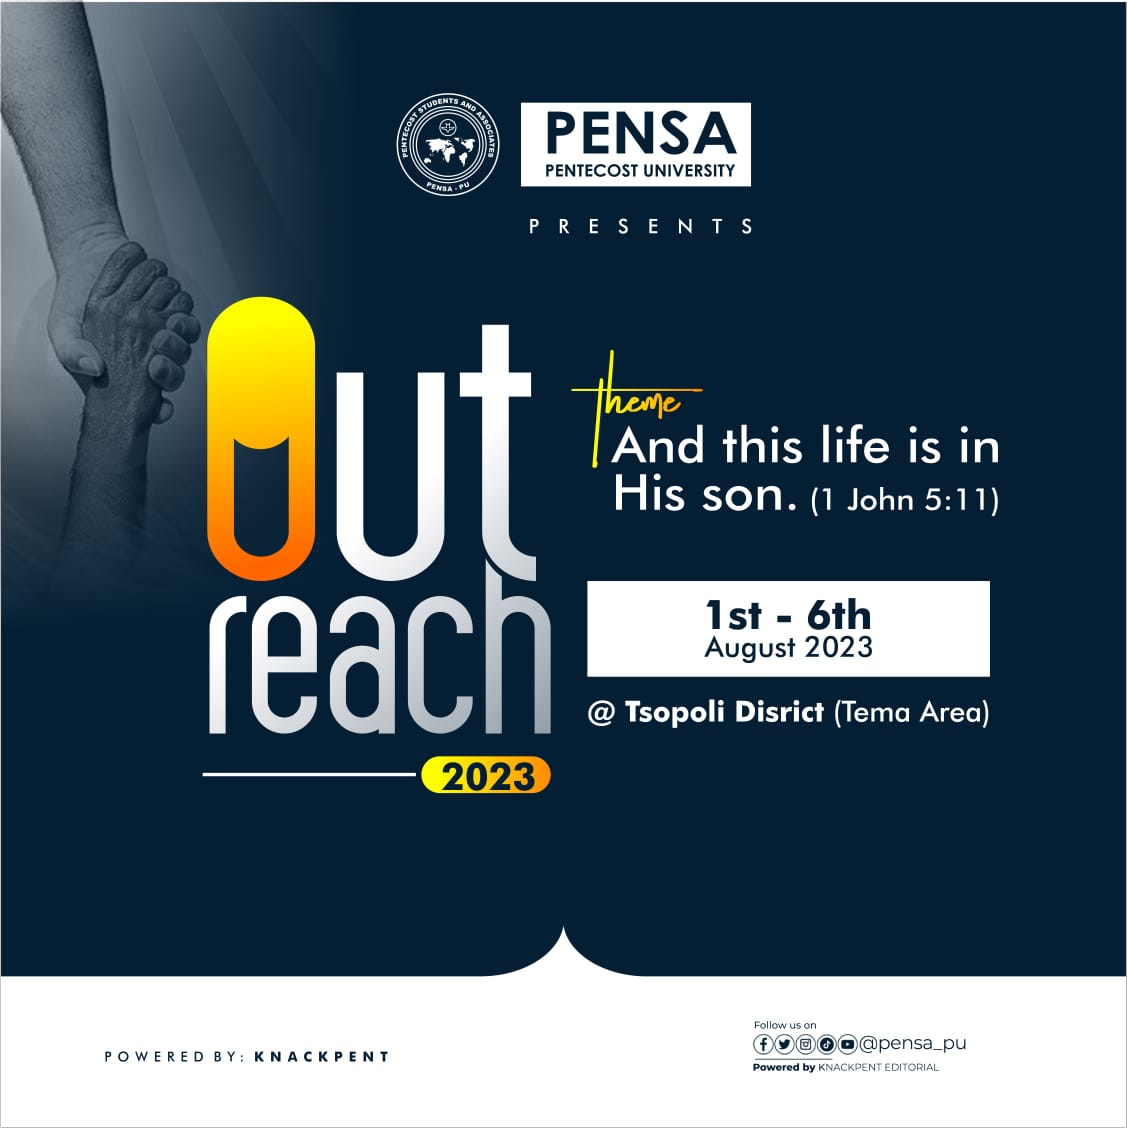 PENTECOST STUDENTS AND ASSOCIATES
PENSA - PU
PENSA
PENTECOST UNIVERSITY
PRESENTS
Out
reach
2023
theme
And this life is in
His son. (1 John 5:11)
1st - 6th
August 2023
@ Tsopoli Disrict (Tema Area)
POWERED BY: KNACKPENT
Follow us on
@pensa_pu
Powered by KNACKPENT EDITORIAL